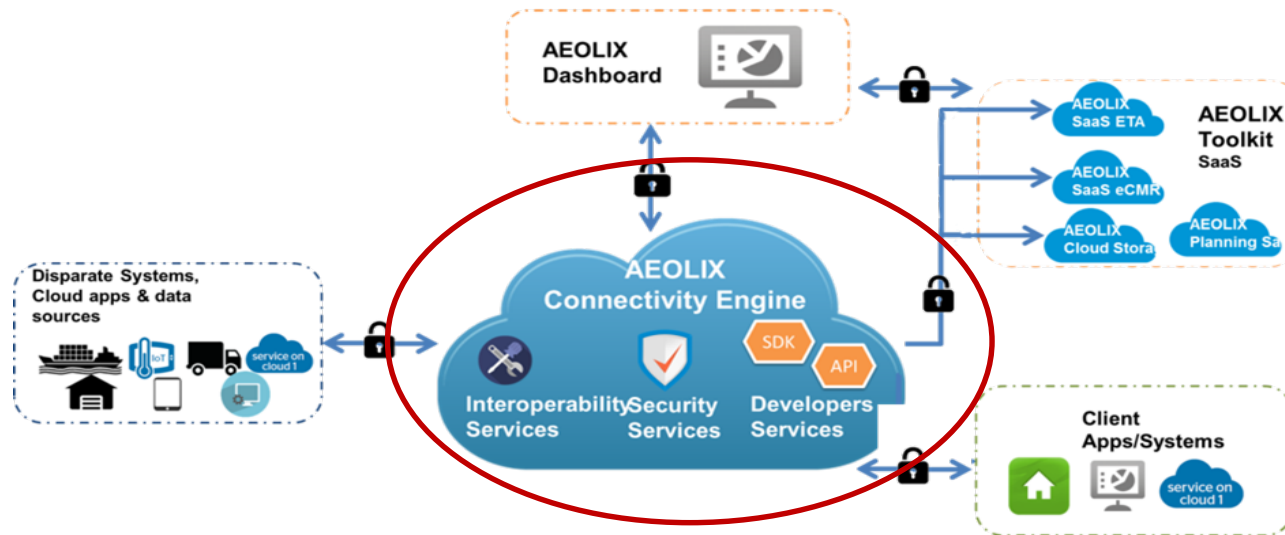 AEOLIX
Dashboard
AEOLIX
SaaS ETA
AEOLIX
Toolkit
SaaS
AEOLIX
SaaS eCMR
AEOLIX
Cloud Stora
AEOLIX
Planning Sa
Disparate Systems,
Cloud apps & data
sources
IoT
service on
cloud 1
AEOLIX
Connectivity Engine
SDK
API
Interoperability
Services
Security
Services
Developers
Services
Client
Apps/Systems
service on
cloud 1